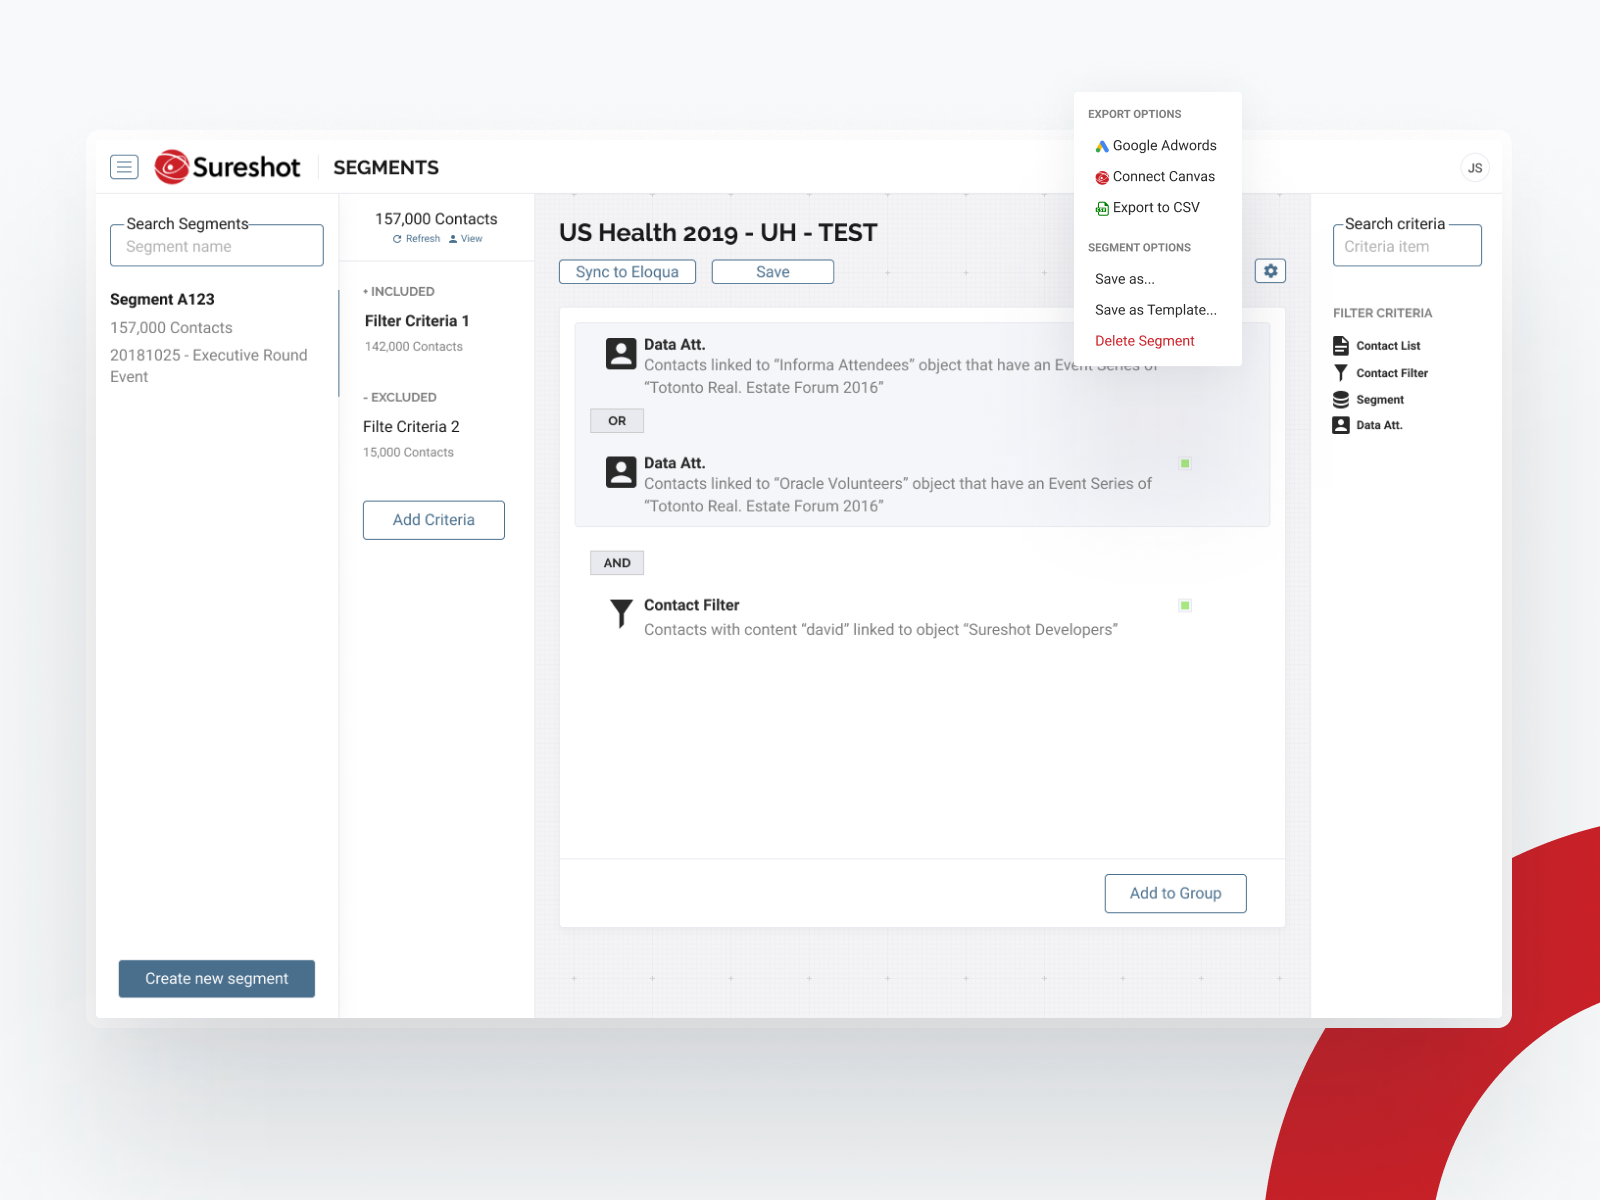 Sureshot
SEGMENTS
JS
Search Segments
Segment name
Segment A123
157,000 Contacts
20181025 - Executive Round
Event
Create new segment
157,000 Contacts
Refresh View
+ INCLUDED
Filter Criteria 1
142,000 Contacts
- EXCLUDED
Filte Criteria 2
15,000 Contacts
Add Criteria
US Health 2019 - UH - TEST
Sync to Eloqua
Save
Data Att.
Contacts linked to “Informa Attendees” object that have an Event Series of
“Totonto Real. Estate Forum 2016”
OR
Data Att.
Contacts linked to “Oracle Volunteers” object that have an Event Series of
“Totonto Real. Estate Forum 2016”
AND
Contact Filter
Contacts with content “david” linked to object “Sureshot Developers”
Add to Group
EXPORT OPTIONS
Google Adwords
Connect Canvas
Export to CSV
SEGMENT OPTIONS
Save as...
Save as Template...
Delete Segment
Search criteria
Criteria item
FILTER CRITERIA
Contact List
Contact Filter
Segment
Data Att.